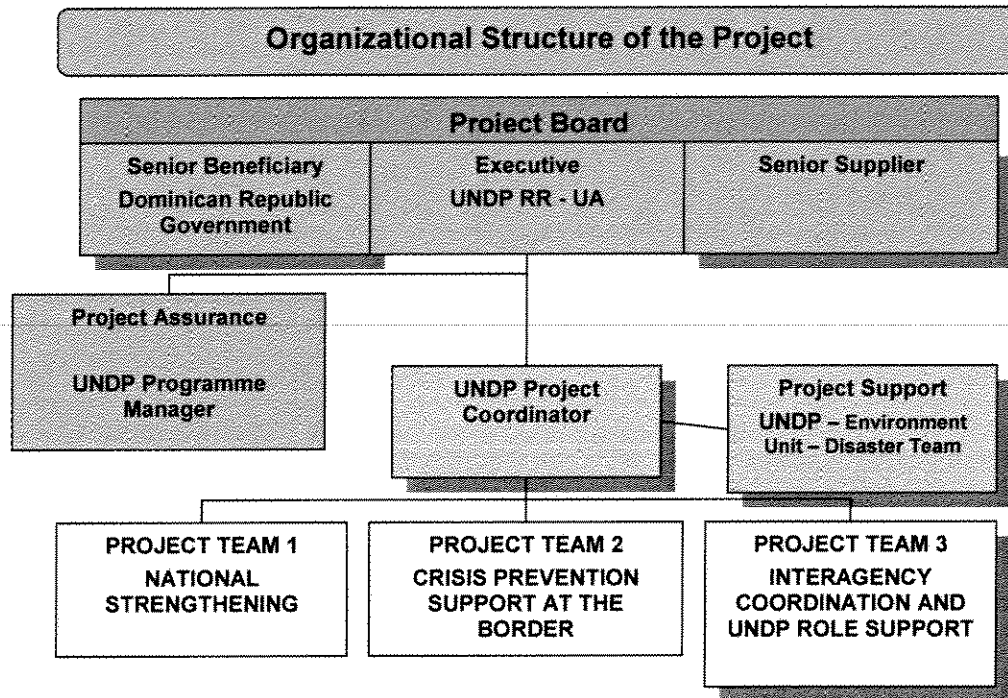 Organizational Structure of the Project
Project Board
Senior Beneficiary
Dominican Republic
Government
Executive
UNDP RR - UA
Senior Supplier
Project Assurance
UNDP Programme
Manager
UNDP Project
Coordinator
Project Support
UNDP – Environment
Unit – Disaster Team
PROJECT TEAM 1
NATIONAL
STRENGTHENING
PROJECT TEAM 2
CRISIS PREVENTION
SUPPORT AT THE
BORDER
PROJECT TEAM 3
INTERAGENCY
COORDINATION AND
UNDP ROLE SUPPORT